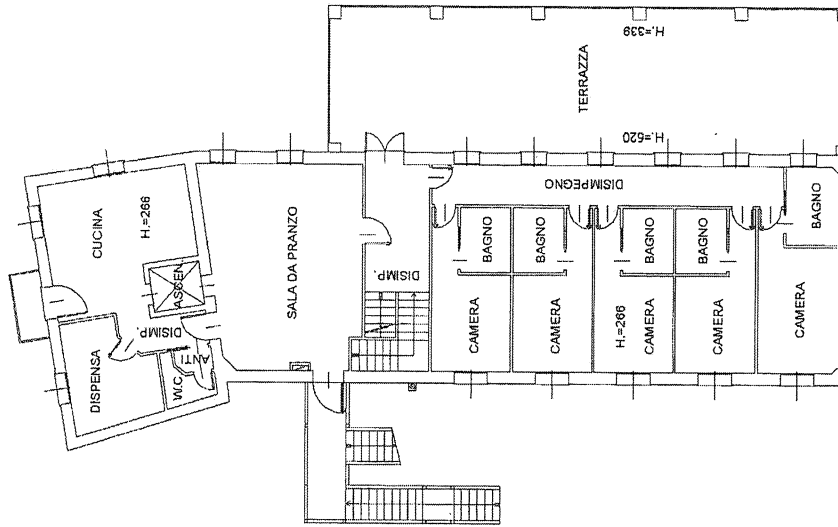 H.=339
TERRAZZA
H.=620
CUCINA
H.=266
ASCEN.
DISIMP.
DISPENSA
W.C.
ANTI
SALA DA PRANZO
DISIMP.
DISIMPEGNO
BAGNO
BAGNO
BAGNO
BAGNO
BAGNO
CAMERA
CAMERA
H.=266
CAMERA
CAMERA
CAMERA